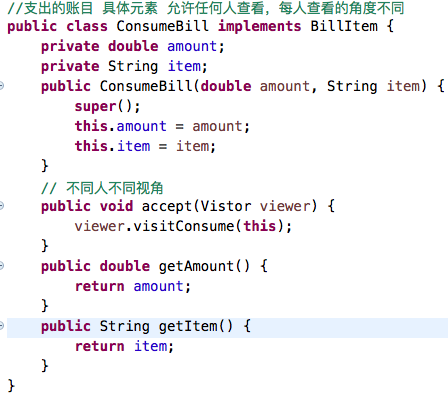 //支出的账目 具体元素 允许任何人查看，每人查看的角度不同
public class ConsumeBill implements BillItem {
    private double amount;
    private String item;
    public ConsumeBill(double amount, String item) {
        super();
        this.amount = amount;
        this.item = item;
    }
    // 不同人不同视角
    public void accept(Vistor viewer) {
        viewer.visitConsume(this);
    }
    public double getAmount() {
        return amount;
    }
    public String getItem() {
        return item;
    }
}